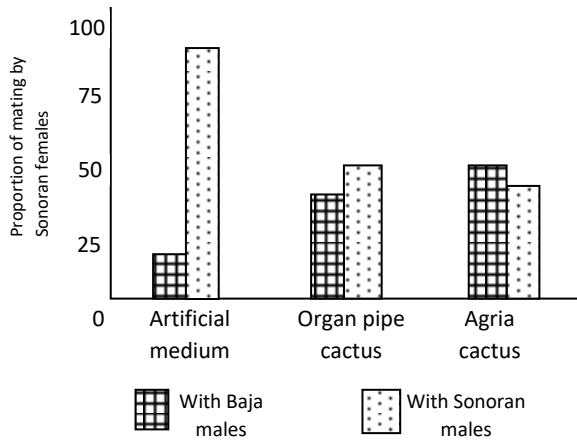 100
75
50
25
0
Proportion of mating by
Sonoran females
Artificial
medium
Organ pipe
cactus
Agria
cactus
With Baja
males
With Sonoran
males